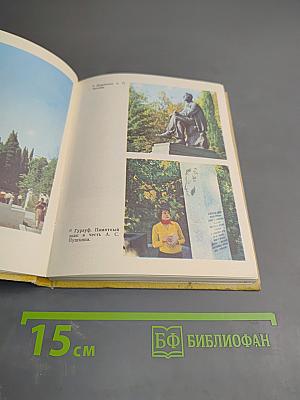 А. С.
Гурзуф. Памятный
знак в честь А. С.
Пушкина.
15 см
БФ БИБЛИОФАН